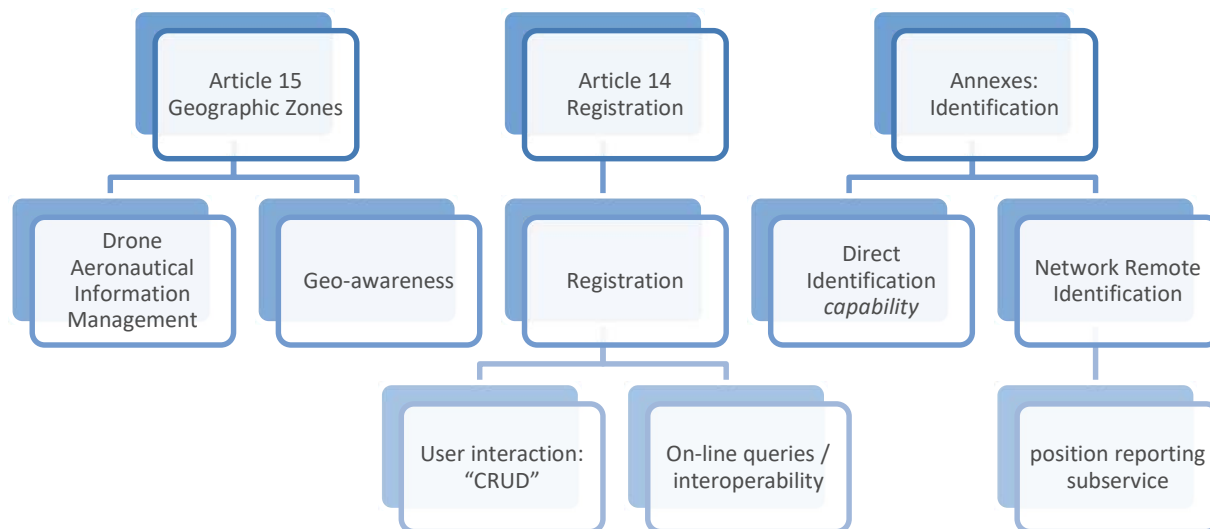 Article 15
Geographic Zones
Article 14
Registration
Annexes:
Identification
Drone
Aeronautical
Information
Management
Geo-awareness
Registration
Direct
Identification
capability
Network Remote
Identification
User interaction:
“CRUD”
On-line queries /
interoperability
position reporting
subservice